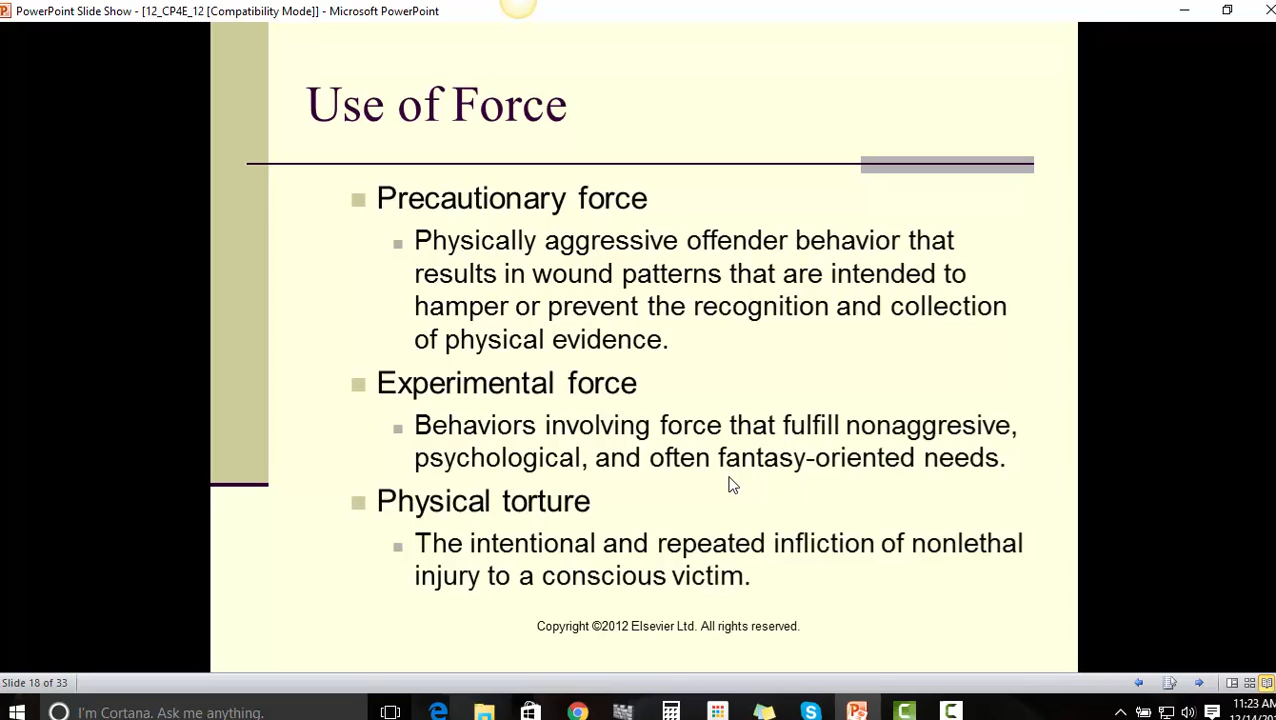 PowerPoint Slide Show - [12_CP4E_12 [Compatibility Mode]] - Microsoft PowerPoint
Use of Force
Precautionary force
Physically aggressive offender behavior that
results in wound patterns that are intended to
hamper or prevent the recognition and collection
of physical evidence.
Experimental force
Behaviors involving force that fulfill nonaggresive,
psychological, and often fantasy-oriented needs.
Physical torture
The intentional and repeated infliction of nonlethal
injury to a conscious victim.
Copyright ©2012 Elsevier Ltd. All rights reserved.
Slide 18 of 33
I'm Cortana. Ask me anything.
11:23 AM